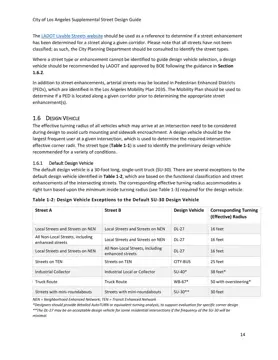 City of Los Angeles Supplemental Street Design Guide
The LADOT Livable Streets website should be used as a reference to determine if a street enhancement
has been determined for a street along a given corridor. Please note that all streets have not been
classified; as such, the City Planning Department should be consulted to identify the street types.
Where a street type or enhancement cannot be identified to guide design vehicle selection, a design
vehicle should be recommended by LADOT and approved by BOE following the guidance in Section
1.6.2.
In addition to street enhancements, arterial streets may be located in Pedestrian Enhanced Districts
(PEDs), which are identified in the Los Angeles Mobility Plan 2035. The Mobility Plan should be used to
determine if a PED is located along a given corridor prior to determining the appropriate street
enhancement(s).
1.6 DESIGN VEHICLE
The effective turning radius of all vehicles which may arrive at an intersection need to be considered
during design to avoid curb mounting and sidewalk encroachment. A design vehicle should be the
largest frequent user at a given intersection, which is used to determine the required intersection
effective corner radii. The street type (Table 1-1) is used to identify the preliminary design vehicle
recommended for a variety of conditions.
1.6.1 Default Design Vehicle
The default design vehicle is a 30-foot long, single-unit truck (SU-30). There are several exceptions to the
default design vehicle identified in Table 1-2, which are based on the functional classification and street
enhancements of the intersecting streets. The corresponding effective turning radius accommodates a
right turn based upon the minimum inside turning radius (see Table 1-3) required for the design vehicle.
Table 1-2: Design Vehicle Exceptions to the Default SU-30 Design Vehicle
Street A Street B Design Vehicle Corresponding Turning
(Effective) Radius
Local Streets and Streets on NEN Local Streets and Streets on NEN DL-27 16 feet
All Non-Local Streets, including
enhanced streets Local Streets and Streets on NEN DL-27 16 feet
Local Streets and Streets on NEN All Non-Local Streets, including
enhanced streets DL-27 16 feet
Streets on TEN Streets on TEN CITY-BUS 25 feet
Industrial Collector Industrial Local or Collector SU-40* 38 feet*
Truck Route Truck Route WB-67* 50 with oversteering*
Streets with mini-roundabouts Streets with mini-roundabouts SU-30** 30 feet
NEN = Neighborhood Enhanced Network; TEN = Transit Enhanced Network
*Designers should provide detailed AutoTURN or equivalent turning analysis, to support evaluation for specific corner design.
**The DL-27 may be an acceptable design vehicle for some residential intersections if the frequency of the SU-30 will be
minimal.
14